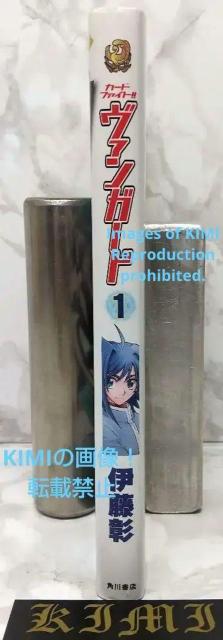 カード
ファイト!!
ヴァンガード
1
伊藤彰
角川書店
Images of KIMI
Reproduction
prohibited.
KIMIの画像!
転載禁止
KIMI